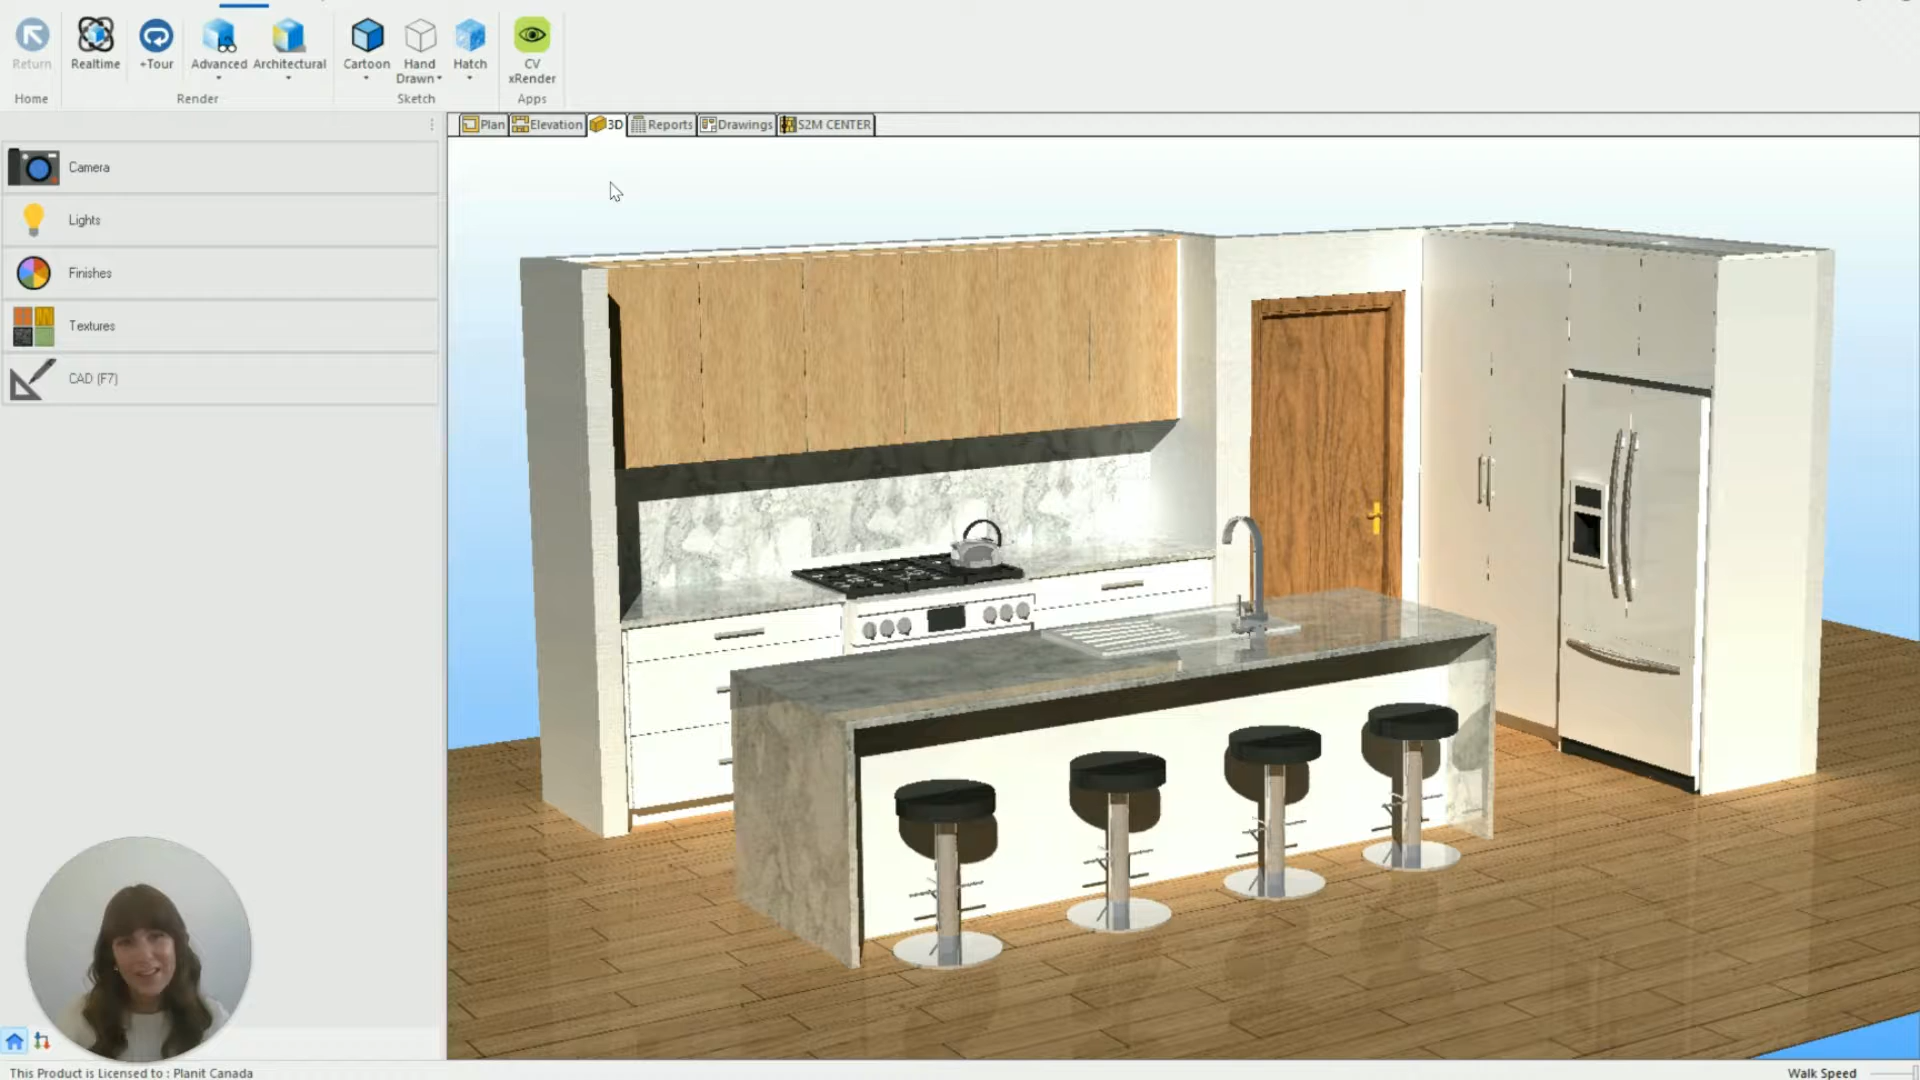 Return
Realtime
+Tour
Advanced
Architectural
Cartoon
Hand
Drawn
Hatch
CV
xRender
Home
Render
Sketch
Apps
Plan
Elevation
3D
Reports
Drawings
S2M CENTER
Camera
Lights
Finishes
Textures
CAD (F7)
This Product is Licensed to : Planit Canada
Walk Speed